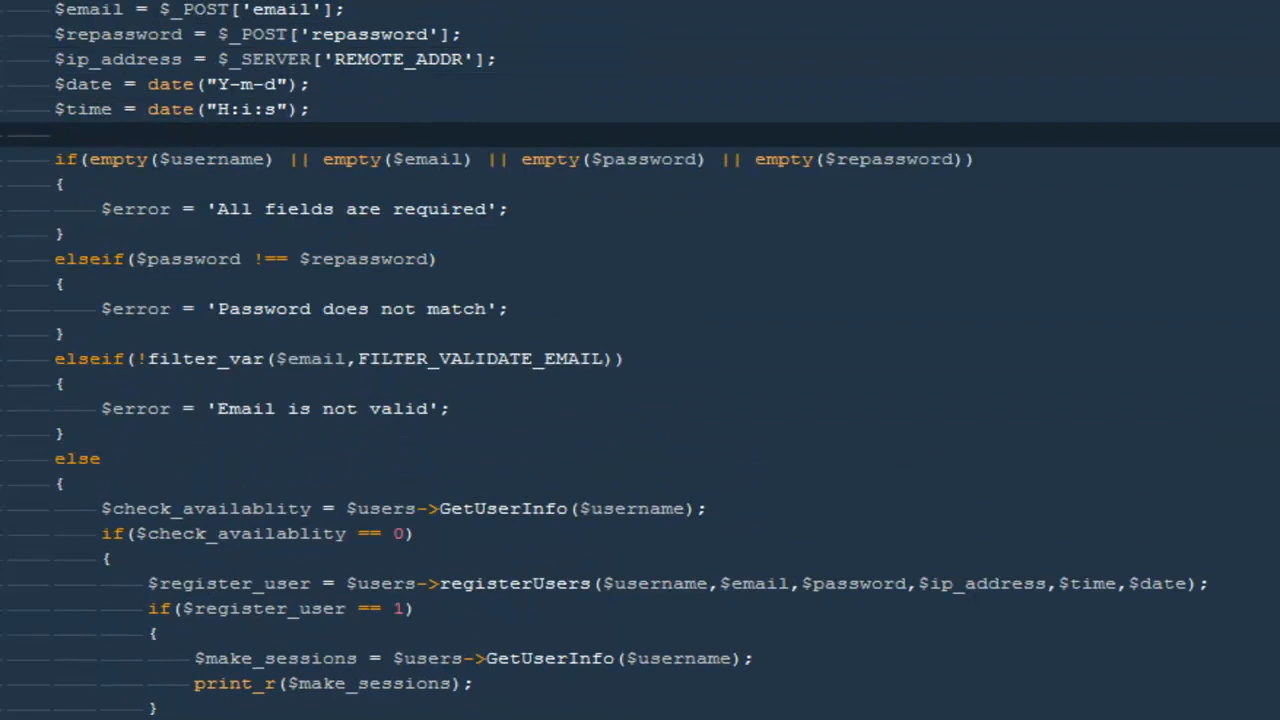 $email = $_POST['email'];
$repassword = $_POST['repassword'];
$ip_address = $_SERVER['REMOTE_ADDR'];
$date = date("Y-m-d");
$time = date("H:i:s");
if(empty($username) || empty($email) || empty($password) || empty($repassword))
{
$error = 'All fields are required';
}
elseif($password !== $repassword)
{
$error = 'Password does not match';
}
elseif(!filter_var($email,FILTER_VALIDATE_EMAIL))
{
$error = 'Email is not valid';
}
else
{
$check_availablity = $users->GetUserInfo($username);
if($check_availablity == 0)
{
$register_user = $users->registerUsers($username,$email,$password,$ip_address,$time,$date);
if($register_user == 1)
{
$make_sessions = $users->GetUserInfo($username);
print_r($make_sessions);
}